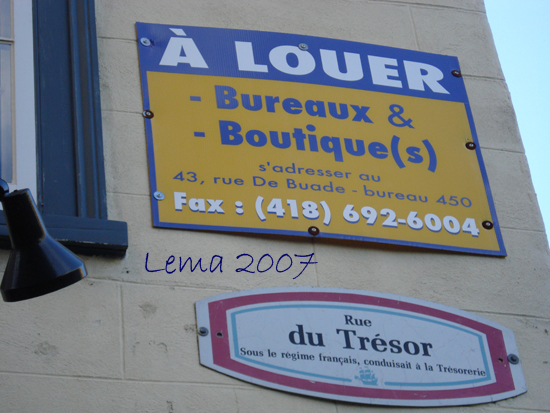 À LOUER
- Bureaux &
- Boutique(s)
s'adresser au
43, rue De Buade - bureau 450
Fax : (418) 692-6004
Lema 2007
Rue
du Trésor
Sous le régime français, conduisait à la Trésorerie